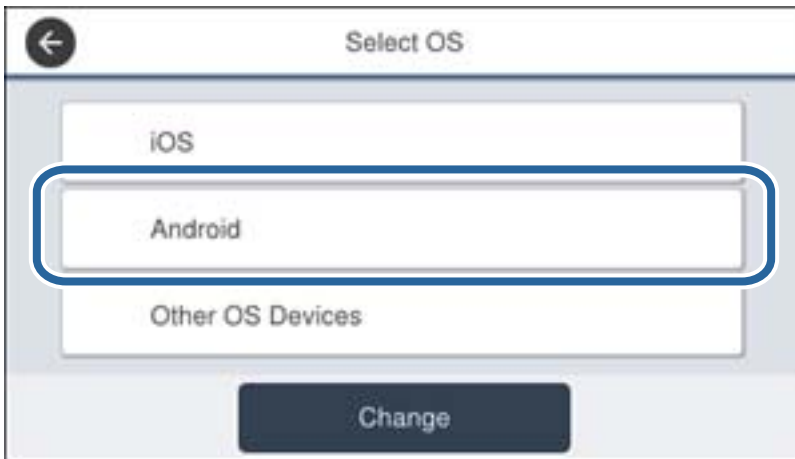 Select OS
iOS
Android
Other OS Devices
Change